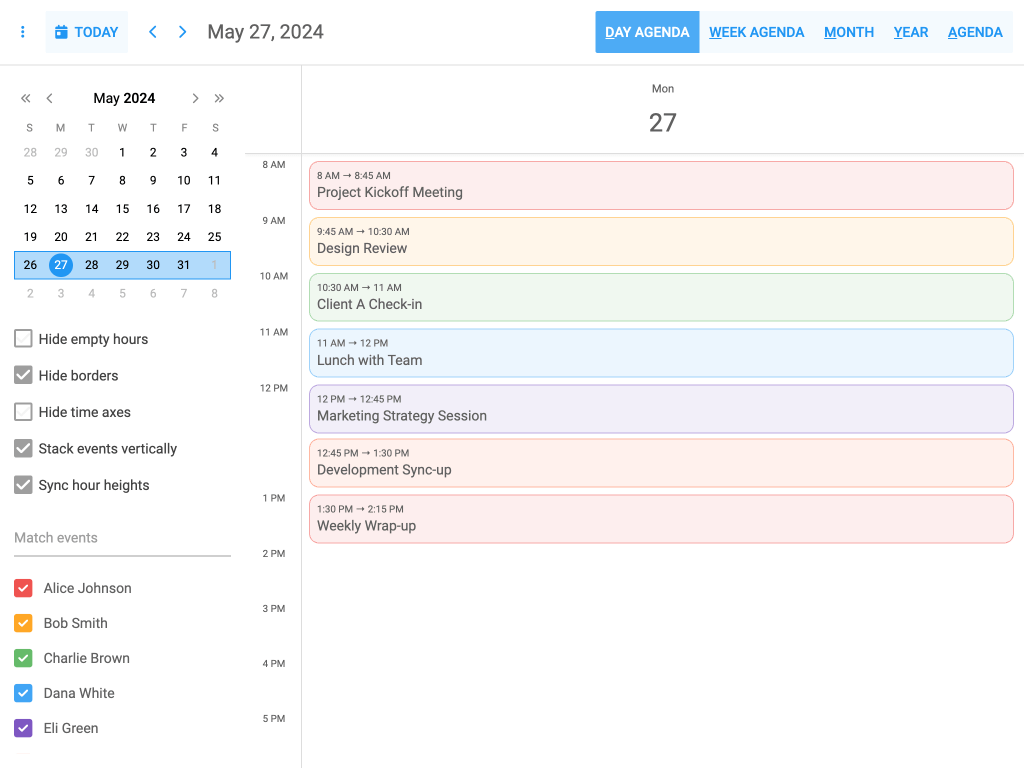 TODAY
May 27, 2024
DAY AGENDA WEEK AGENDA MONTH YEAR AGENDA
May 2024
S M T W T F S
28 29 30 1 2 3 4
5 6 7 8 9 10 11
12 13 14 15 16 17 18
19 20 21 22 23 24 25
26 27 28 29 30 31 1
2 3 4 5 6 7 8
Hide empty hours
Hide borders
Hide time axes
Stack events vertically
Sync hour heights
Match events
Alice Johnson
Bob Smith
Charlie Brown
Dana White
Eli Green
Mon
27
8 AM
8 AM → 8:45 AM
Project Kickoff Meeting
9 AM
9:45 AM → 10:30 AM
Design Review
10 AM
10:30 AM → 11 AM
Client A Check-in
11 AM
11 AM → 12 PM
Lunch with Team
12 PM
12 PM → 12:45 PM
Marketing Strategy Session
12:45 PM → 1:30 PM
Development Sync-up
1 PM
1:30 PM → 2:15 PM
Weekly Wrap-up
2 PM
3 PM
4 PM
5 PM